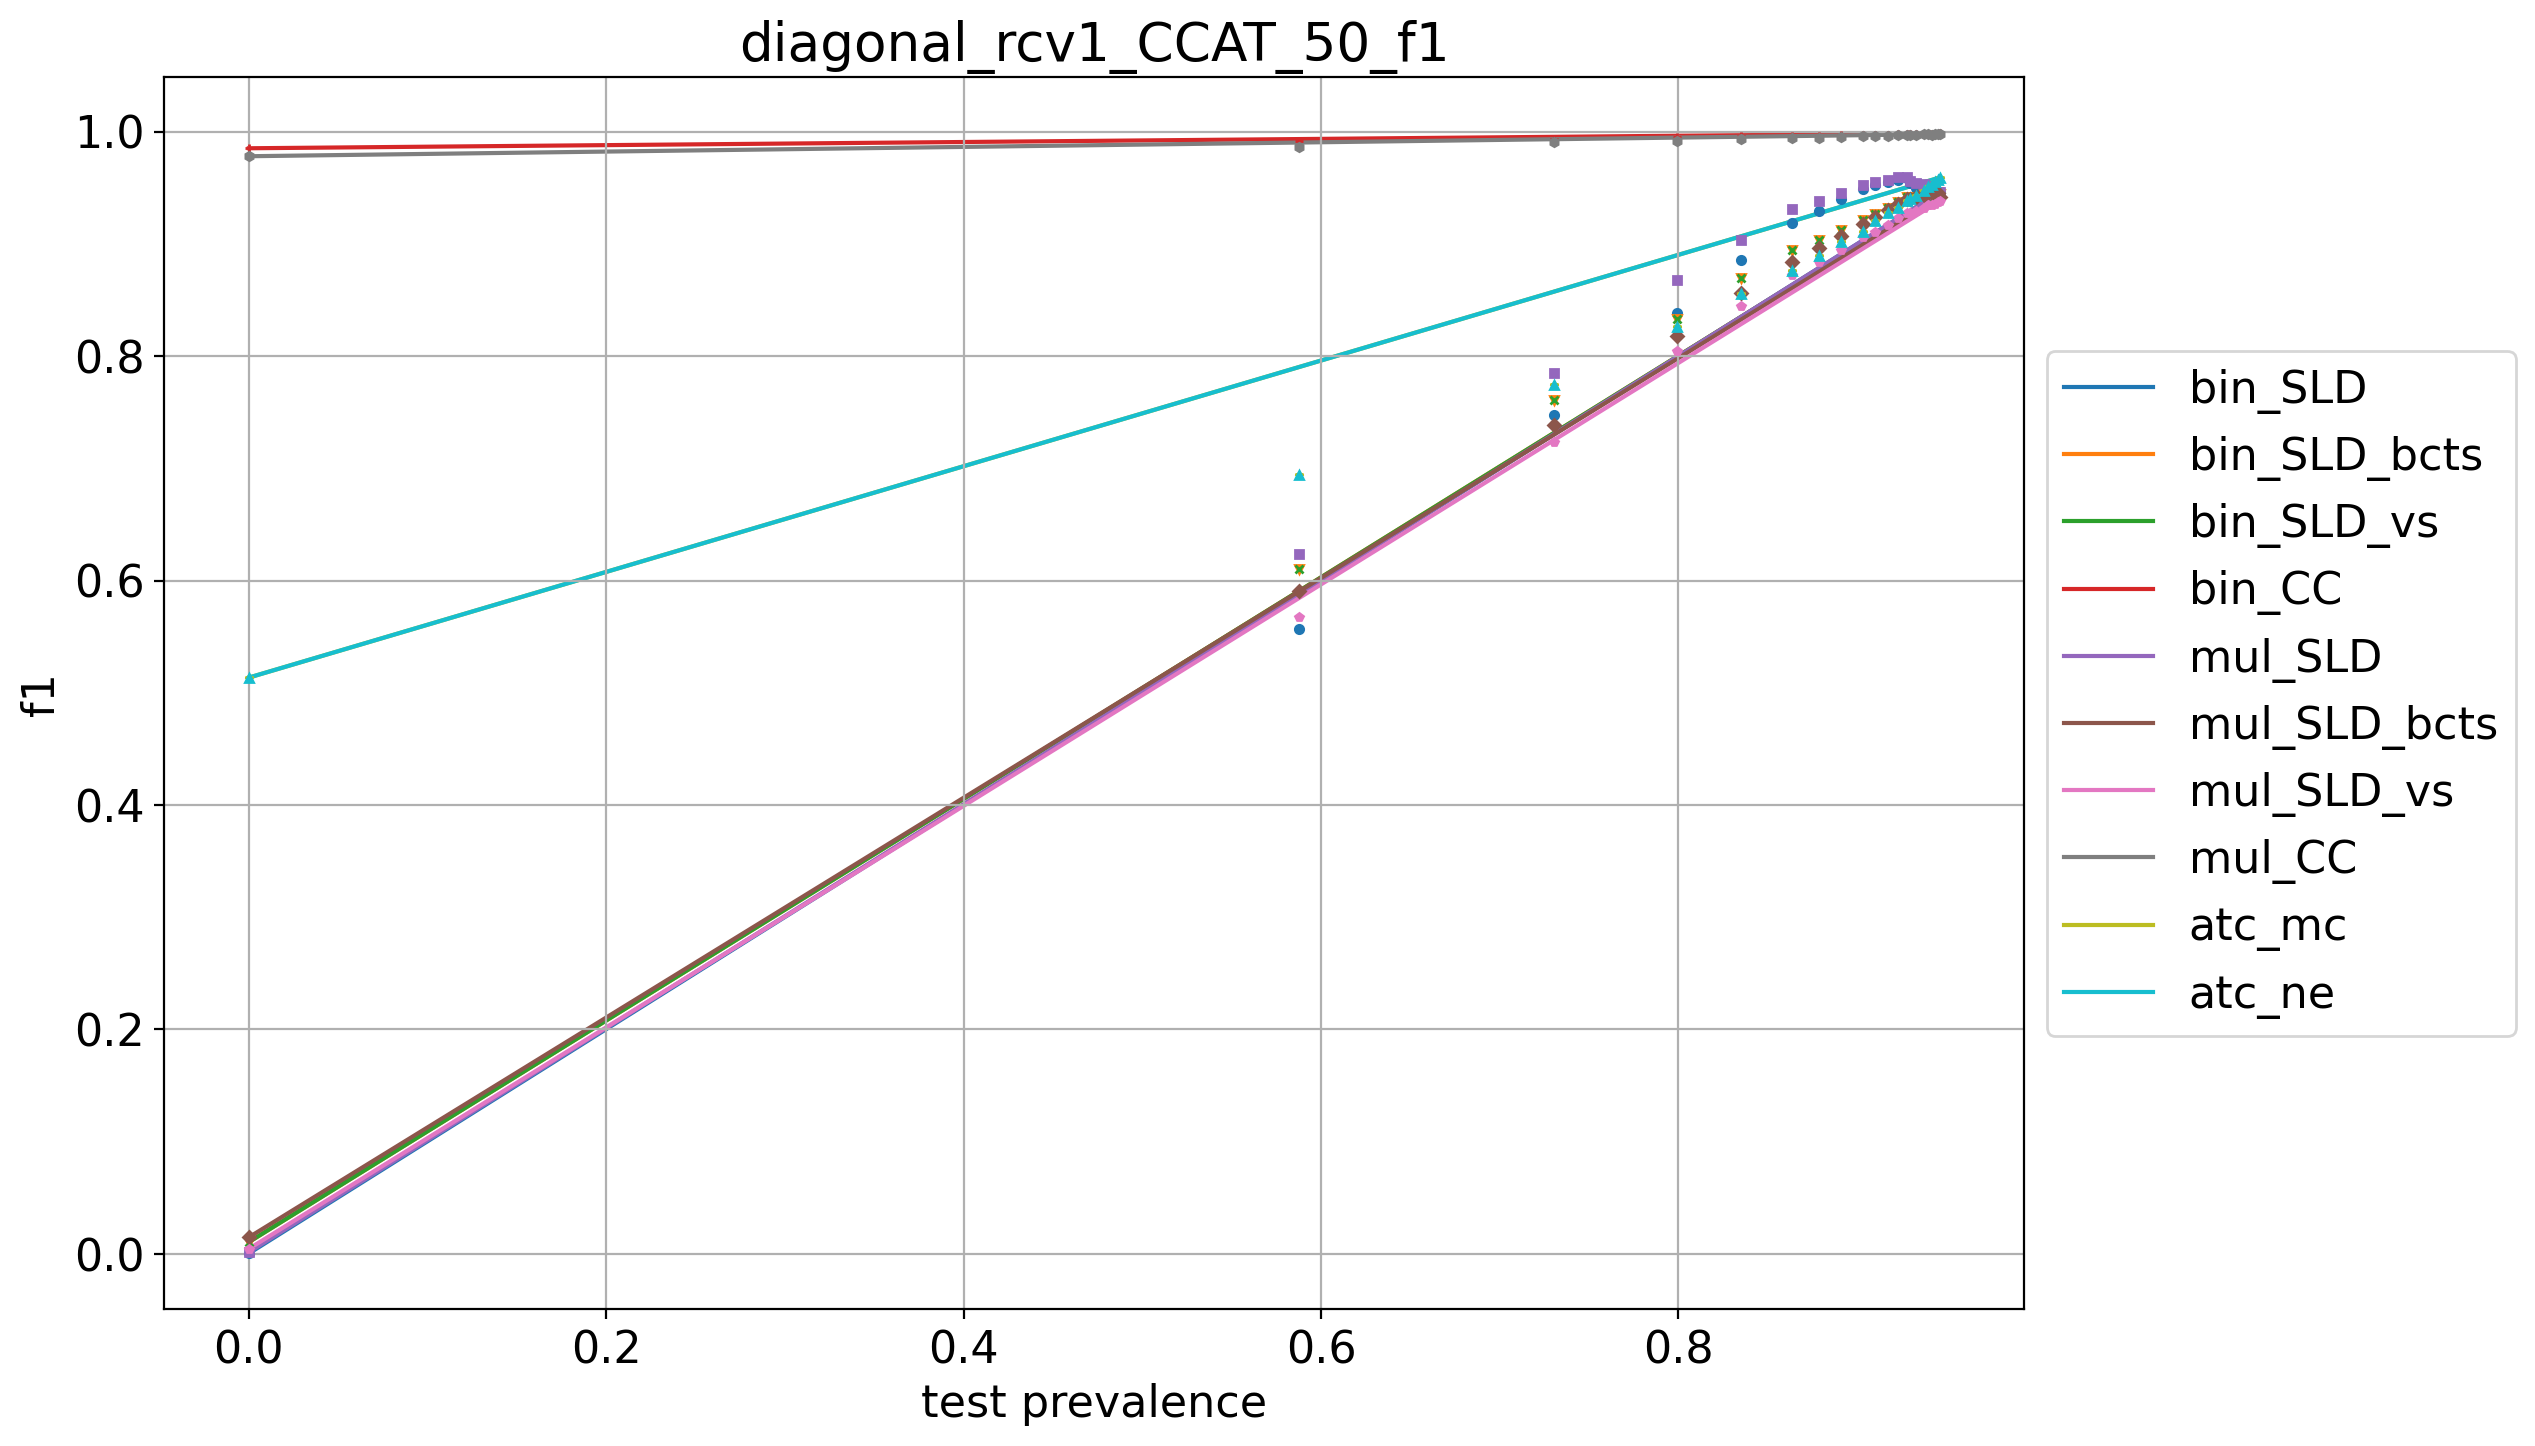 diagonal_rcv1_CCAT_50_f1
1.0
0.8
0.6
0.4
0.2
0.0
f1
0.0 0.2 0.4 0.6 0.8
test prevalence
bin_SLD
bin_SLD_bcts
bin_SLD_vs
bin_CC
mul_SLD
mul_SLD_bcts
mul_SLD_vs
mul_CC
atc_mc
atc_ne